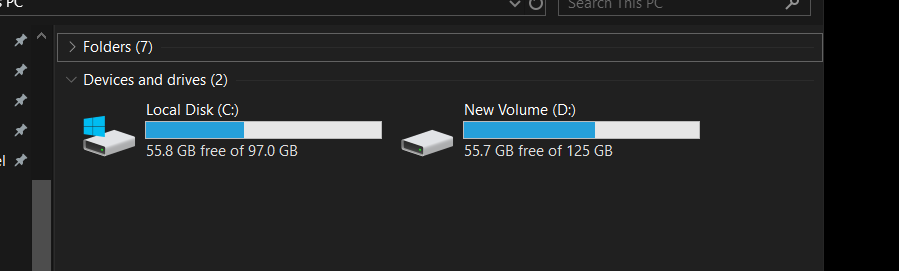 s PC
Search This PC
Folders (7)
Devices and drives (2)
Local Disk (C:)
55.8 GB free of 97.0 GB
New Volume (D:)
55.7 GB free of 125 GB
el